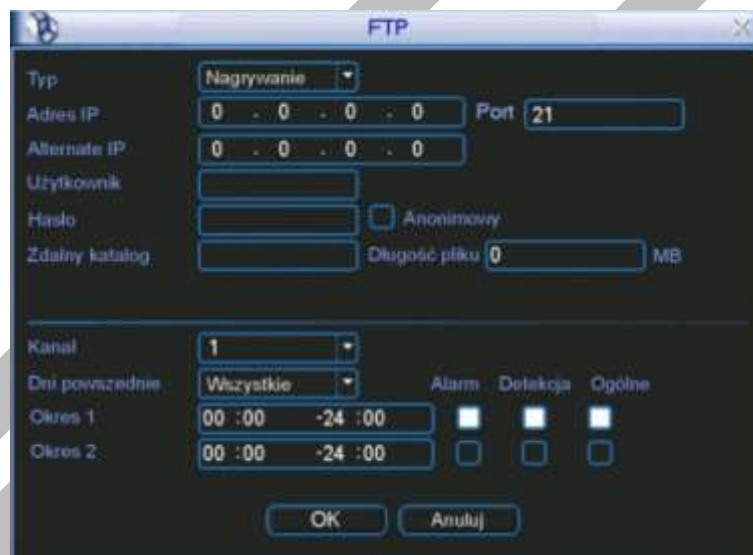 FTP
Typ Nagrywanie
Adres IP 0 . 0 . 0 . 0 Port 21
Alternate IP 0 . 0 . 0 . 0
Użytkownik
Hasło Anonimowy
Zdalny katalog Długość pliku 0 MB
Kanał 1
Dni powszednie Wszystkie Alarm Detekcja Ogólne
Okres 1 00 :00 -24 :00
Okres 2 00 :00 -24 :00
OK Anuluj